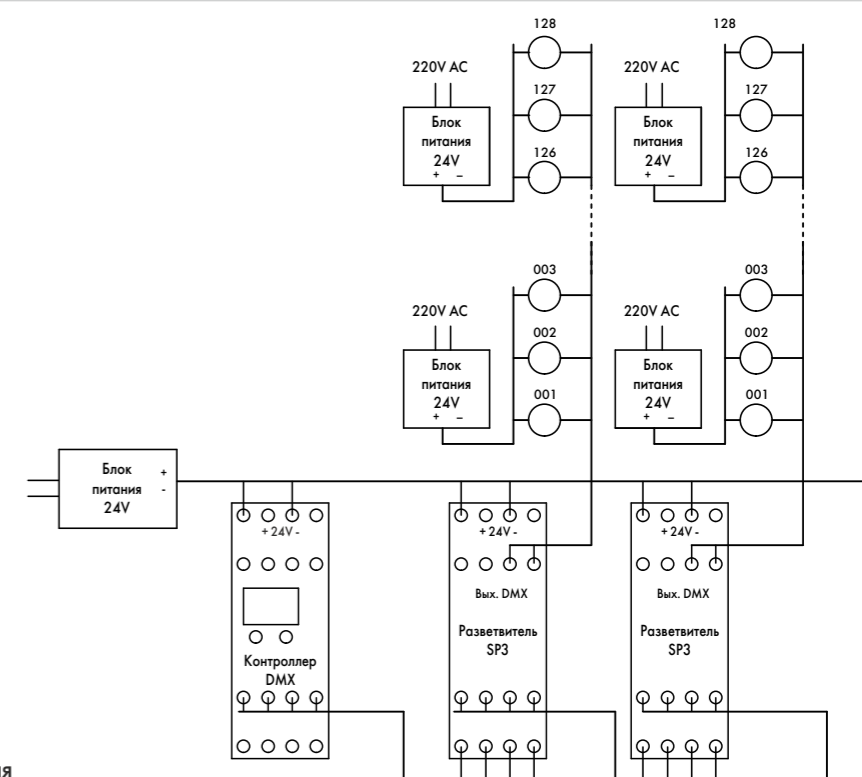 128
128
220V AC
220V AC
127
127
Блок
питания
24V
+ –
126
Блок
питания
24V
+ –
126
003
003
220V AC
220V AC
002
002
Блок
питания
24V
+ –
001
Блок
питания
24V
+ –
001
Блок
питания
24V
+
-
+ 24V -
+ 24V -
+ 24V -
Вых. DMX
Вых. DMX
Контроллер
DMX
Разветвитель
SP3
Разветвитель
SP3
ия